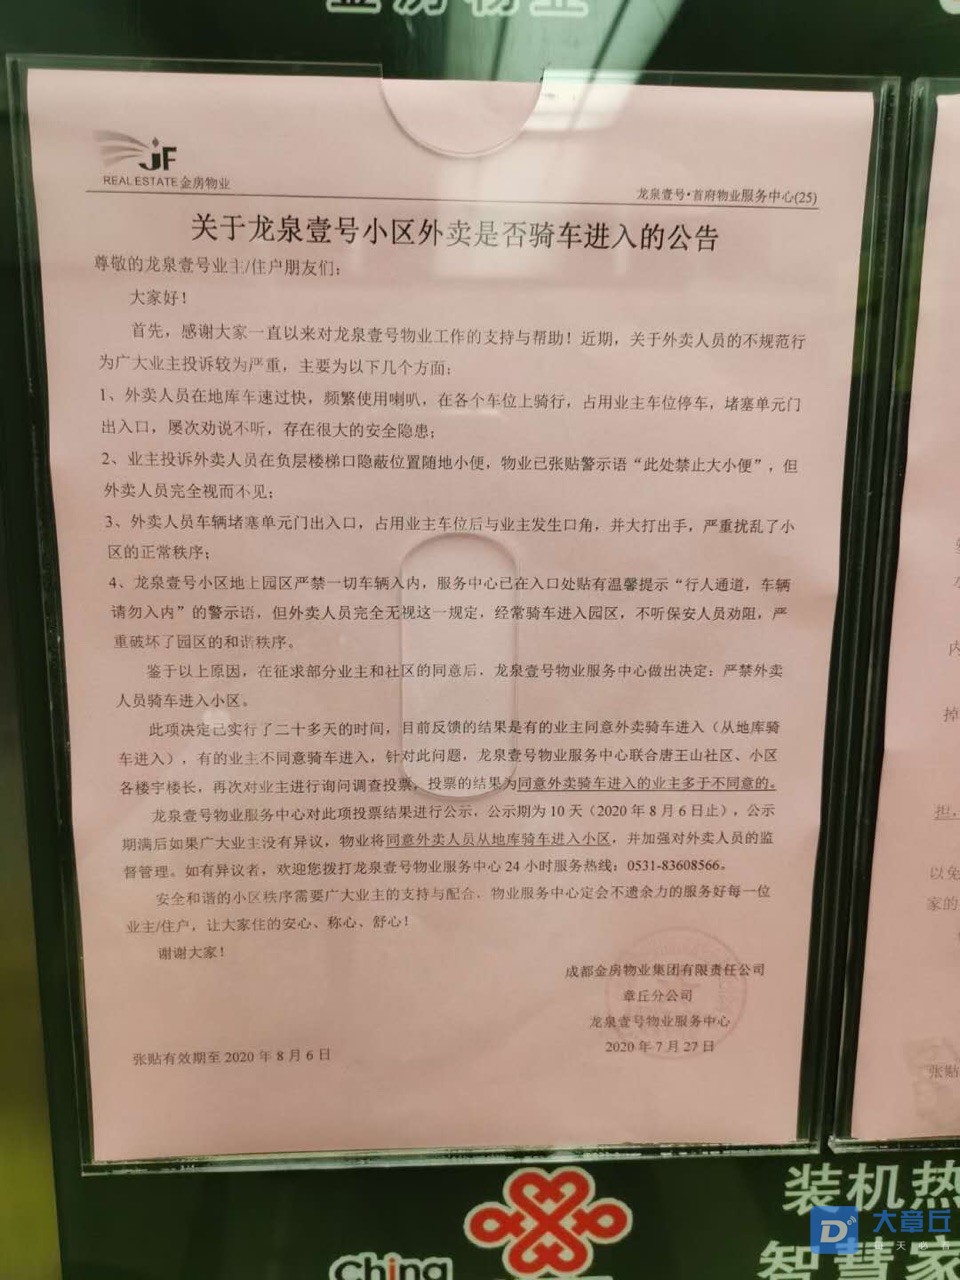 金房物业
JF
REAL ESTATE 金房物业
龙泉壹号·首府物业服务中心(25)
关于龙泉壹号小区外卖是否骑车进入的公告
尊敬的龙泉壹号业主/住户朋友们：
大家好！
首先，感谢大家一直以来对龙泉壹号物业工作的支持与帮助！近期，关于外卖人员的不规范行
为广大业主投诉较为严重，主要为以下几个方面：
1、外卖人员在地库车速过快，频繁使用喇叭，在各个车位上骑行，占用业主车位停车，堵塞单元门
出入口，屡次劝说不听，存在很大的安全隐患；
2、业主投诉外卖人员在负层楼梯口隐蔽位置随地小便，物业已张贴警示语“此处禁止大小便”，但
外卖人员完全视而不见；
3、外卖人员车辆堵塞单元门出入口，占用业主车位后与业主发生口角，并大打出手，严重扰乱了小
区的正常秩序；
4、龙泉壹号小区地上园区严禁一切车辆入内，服务中心已在入口处贴有温馨提示“行人通道，车辆
请勿入内”的警示语，但外卖人员完全无视这一规定，经常骑车进入园区，不听保安人员劝阻，严
重破坏了园区的和谐秩序。
鉴于以上原因，在征求部分业主和社区的同意后，龙泉壹号物业服务中心做出决定：严禁外卖
人员骑车进入小区。
此项决定已实行了二十多天的时间，目前反馈的结果是有的业主同意外卖骑车进入（从地库骑
车进入），有的业主不同意骑车进入，针对此问题，龙泉壹号物业服务中心联合唐王山社区、小区
各楼宇楼长，再次对业主进行询问调查投票，投票的结果为同意外卖骑车进入的业主多于不同意的。
龙泉壹号物业服务中心对此项投票结果进行公示，公示期为 10 天（2020 年 8 月 6 日止），公示
期满后如果广大业主没有异议，物业将同意外卖人员从地库骑车进入小区，并加强对外卖人员的监
督管理。如有异议者，欢迎您拨打龙泉壹号物业服务中心 24 小时服务热线：0531-83608566。
安全和谐的小区秩序需要广大业主的支持与配合，物业服务中心定会不遗余力的服务好每一位
业主/住户，让大家住的安心、称心、舒心！
谢谢大家！
成都金房物业集团有限责任公司
章丘分公司
龙泉壹号物业服务中心
2020 年 7 月 27 日
张贴有效期至 2020 年 8 月 6 日
内
掉
担，
以免
家的
张贴
装机热
China
智慧家
大章丘
天 必 看